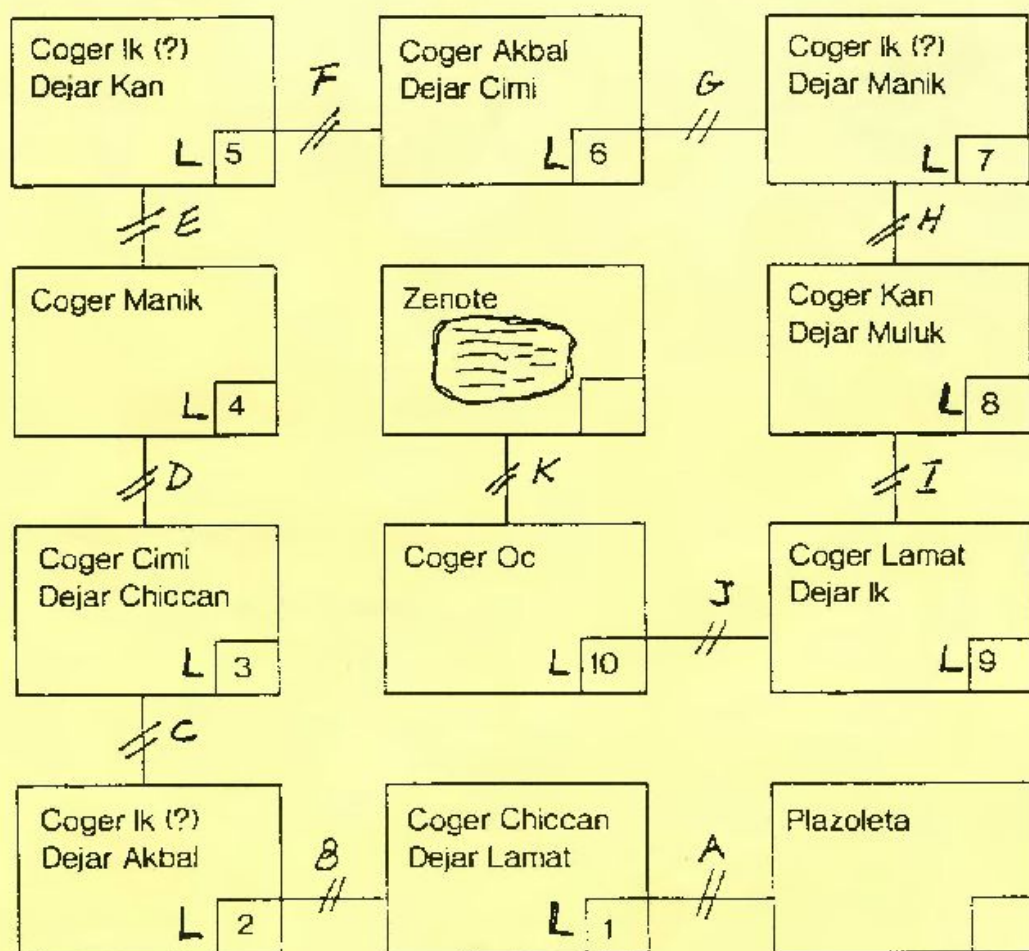 Coger Ik (?)
Dejar Kan
L 5
F
Coger Akbal
Dejar Cimi
L 6
G
Coger Ik (?)
Dejar Manik
L 7
E
H
Coger Manik
L 4
Zenote
Coger Kan
Dejar Muluk
L 8
D
K
I
Coger Cimi
Dejar Chiccan
L 3
Coger Oc
L 10
J
Coger Lamat
Dejar Ik
L 9
C
Coger Ik (?)
Dejar Akbal
L 2
B
Coger Chiccan
Dejar Lamat
L 1
A
Plazoleta